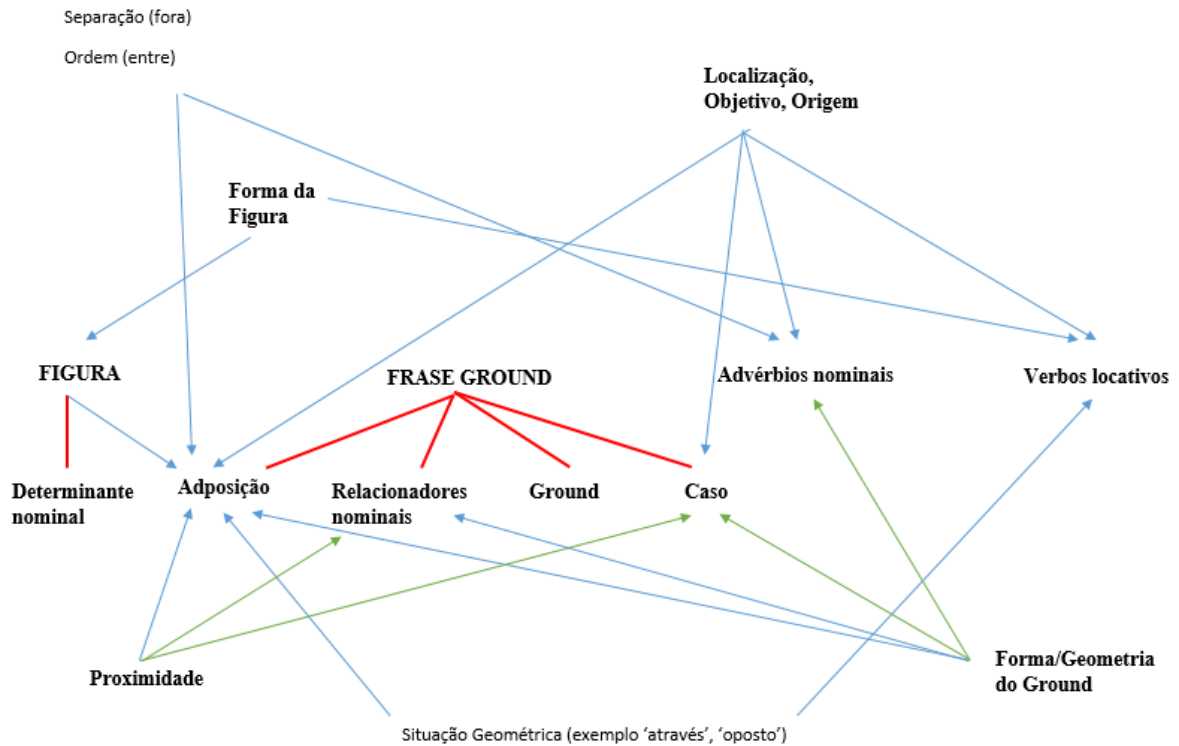 Separação (fora)
Ordem (entre)
Localização,
Objetivo, Origem
Forma da
Figura
FIGURA
FRASE GROUND
Advérbios nominais
Verbos locativos
Determinante
nominal
Adposição
Relacionadores
nominais
Ground
Caso
Proximidade
Forma/Geometria
do Ground
Situação Geométrica (exemplo ‘através’, ‘oposto’)